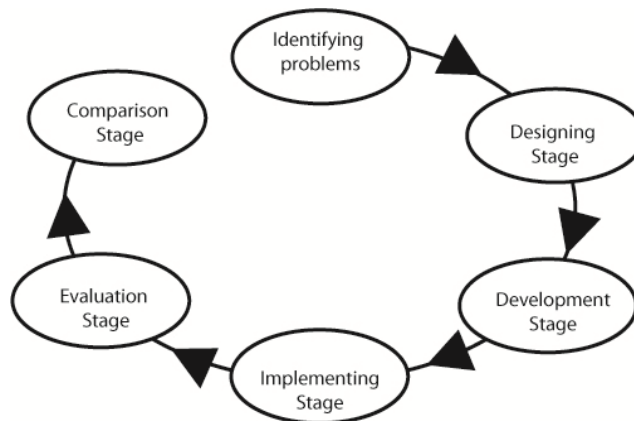 Identifying
problems
Designing
Stage
Development
Stage
Implementing
Stage
Evaluation
Stage
Comparison
Stage